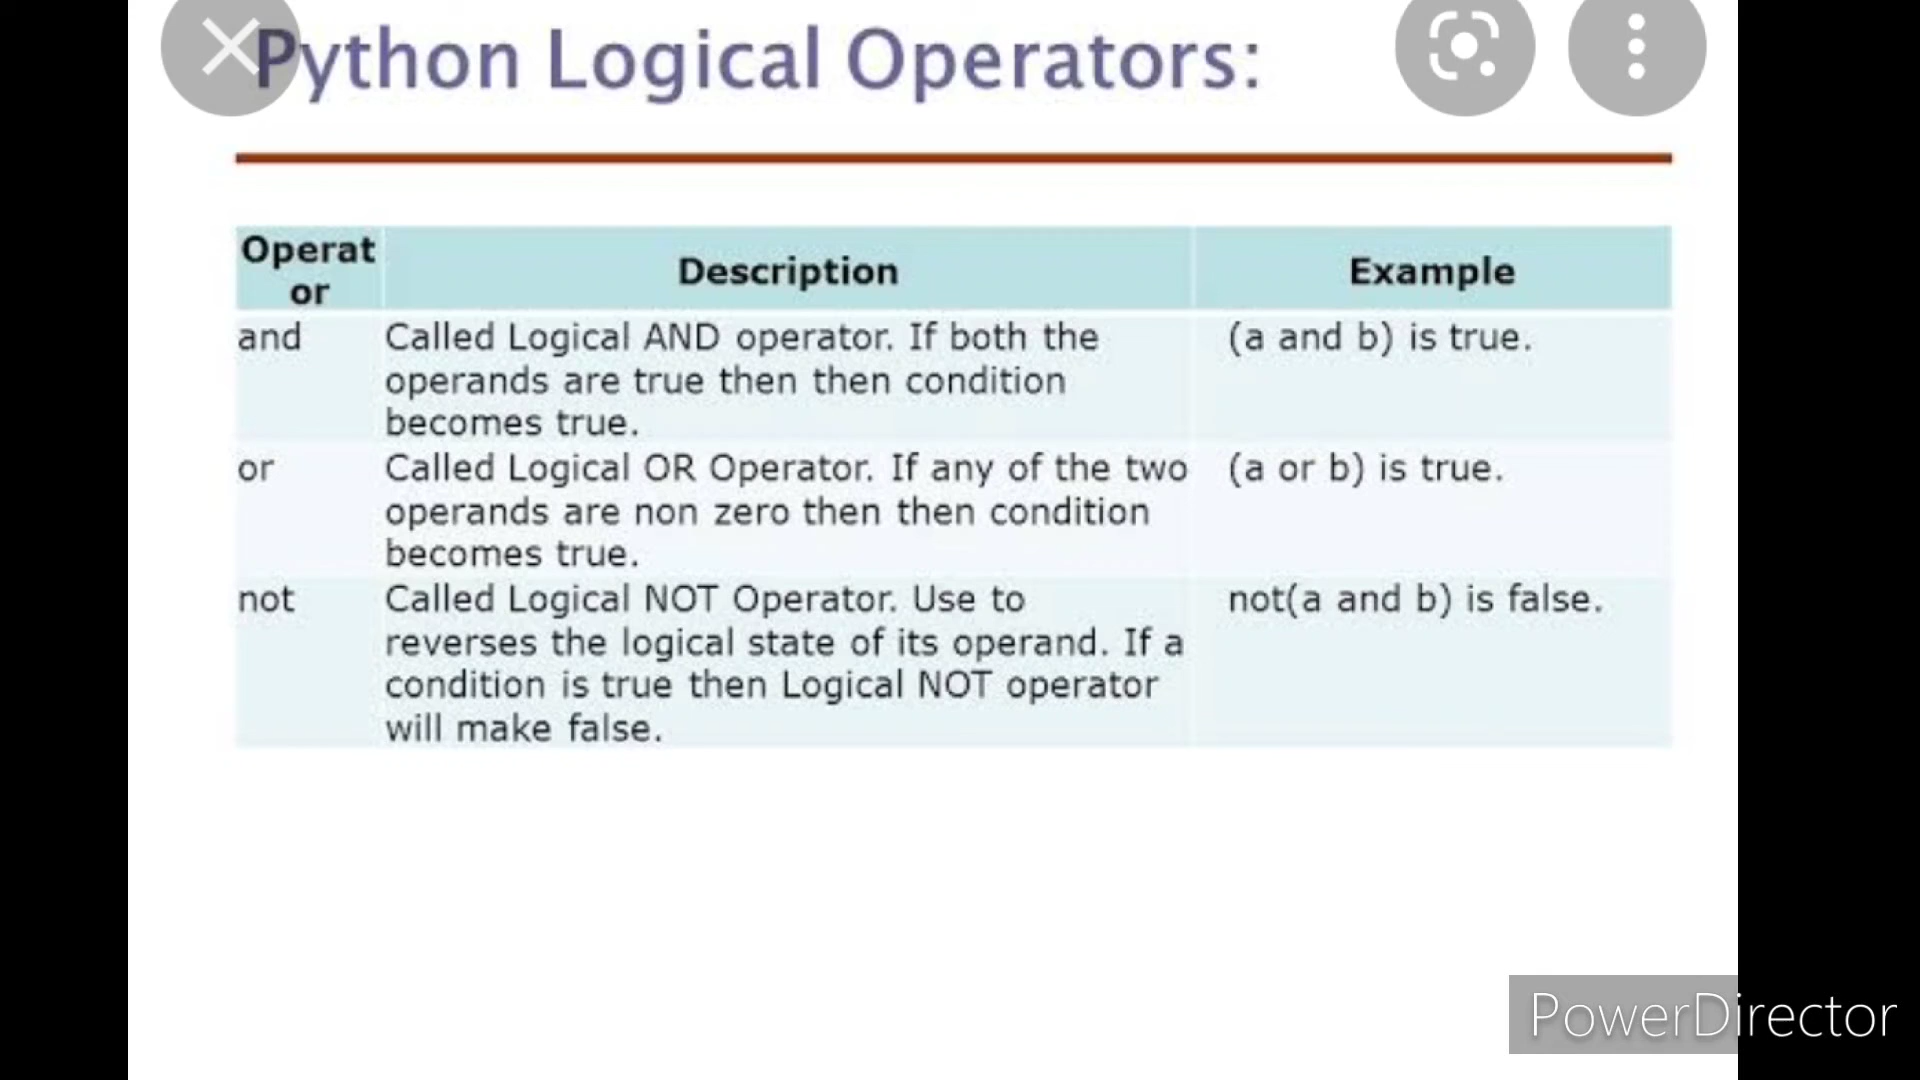 Python Logical Operators:
Operat
or
Description
Example
and
Called Logical AND operator. If both the
operands are true then then condition
becomes true.
(a and b) is true.
or
Called Logical OR Operator. If any of the two
operands are non zero then then condition
becomes true.
(a or b) is true.
not
Called Logical NOT Operator. Use to
reverses the logical state of its operand. If a
condition is true then Logical NOT operator
will make false.
not(a and b) is false.
PowerDirector